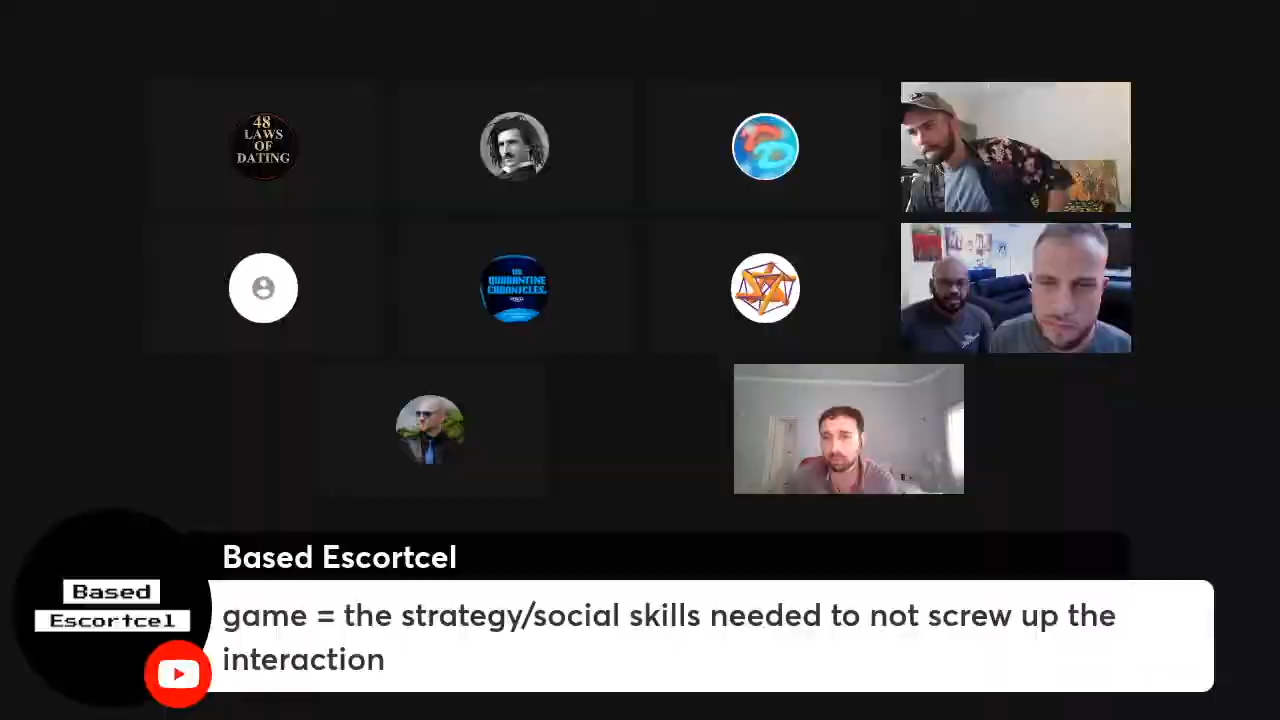 48
LAWS
OF
DATING
QUARANTINE
CHRONICLES
Based Escortcel
Based
Escortcel
game = the strategy/social skills needed to not screw up the
interaction